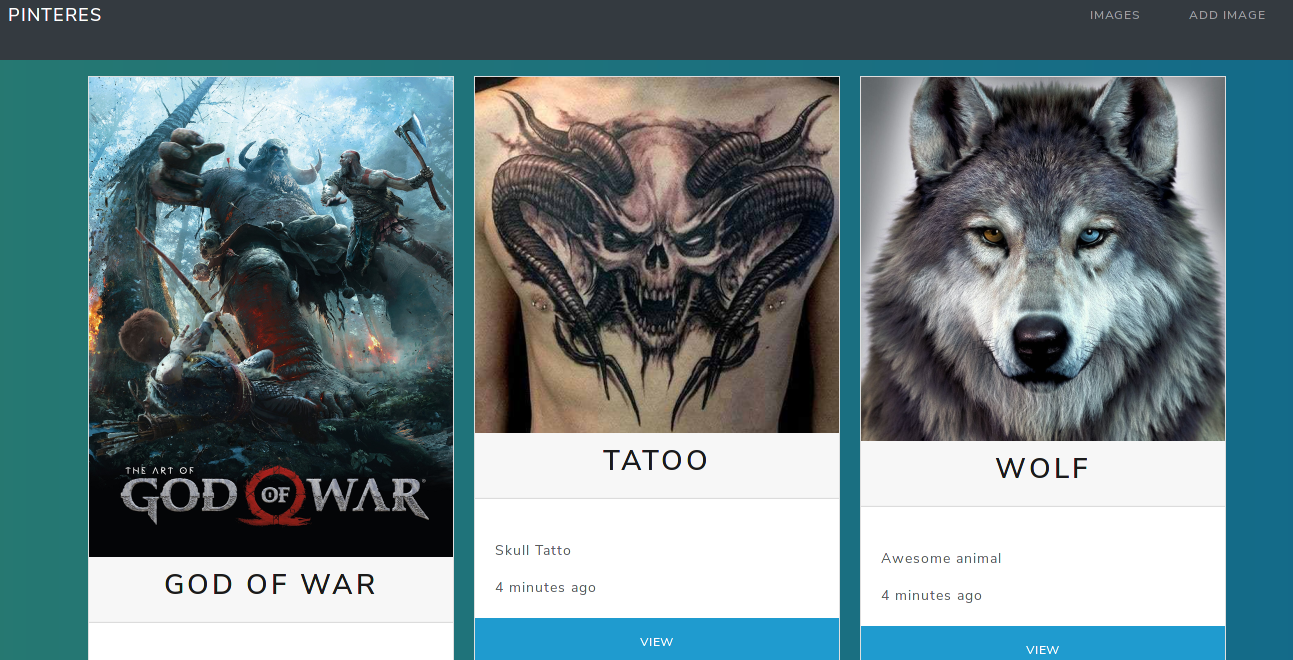 PINTERES
IMAGES
ADD IMAGE
THE ART OF
GOD OF WAR
GOD OF WAR
TATOO
Skull Tatto
4 minutes ago
VIEW
WOLF
Awesome animal
4 minutes ago
VIEW